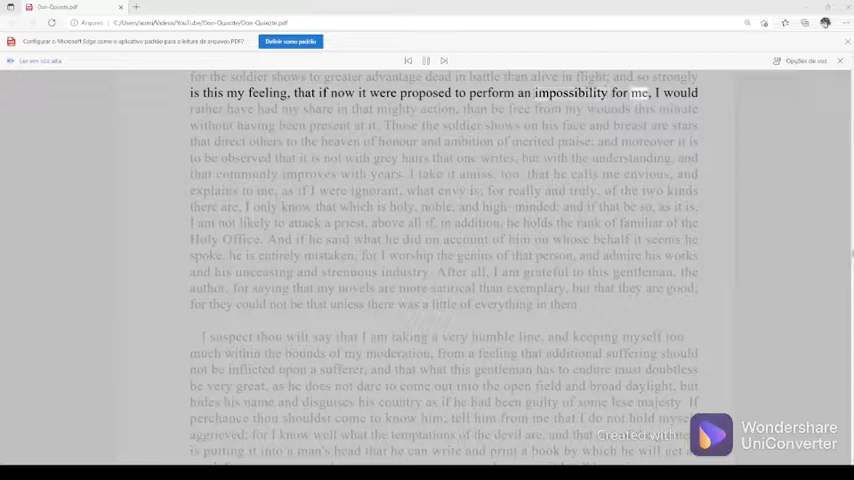 Don-Quixote.pdf
Arquivo C:/Users/
/Videos/YouTube/Don-Quixote/Don-Quixote.pdf
Configurar o Microsoft Edge como o aplicativo padrão para a leitura de arquivos PDF? Definir como padrão
Ler em voz alta Opções de voz
for the soldier shows to greater advantage dead in battle than alive in flight; and so strongly
is this my feeling, that if now it were proposed to perform an impossibility for me, I would
rather have had my share in that mighty action, than be free from my wounds this minute
without having been present at it. Those the soldier shows on his face and breast are stars
that direct others to the heaven of honour and ambition of merited praise; and moreover it is
to be observed that it is not with grey hairs that one writes, but with the understanding, and
that commonly improves with years. I take it amiss, too, that he calls me envious, and
explains to me, as if I were ignorant, what envy is; for really and truly, of the two kinds
there are, I only know that which is holy, noble, and high-minded; and if that be so, as it is,
I am not likely to attack a priest, above all if, in addition, he holds the rank of familiar of the
Holy Office. And if he said what he did on account of him on whose behalf it seems he
spoke, he is entirely mistaken; for I worship the genius of that person, and admire his works
and his unceasing and strenuous industry. After all, I am grateful to this gentleman, the
author, for saying that my novels are more satirical than exemplary, but that they are good;
for they could not be that unless there was a little of everything in them.
I suspect thou wilt say that I am taking a very humble line, and keeping myself too
much within the bounds of my moderation, from a feeling that additional suffering should
not be inflicted upon a sufferer, and that what this gentleman has to endure must doubtless
be very great, as he does not dare to come out into the open field and broad daylight, but
hides his name and disguises his country as if he had been guilty of some lese majesty. If
perchance thou shouldst come to know him, tell him from me that I do not hold myself
aggrieved; for I know well what the temptations of the devil are, and that
is putting it into a man's head that he can write and print a book by which he will get
Created with Wondershare
UniConverter